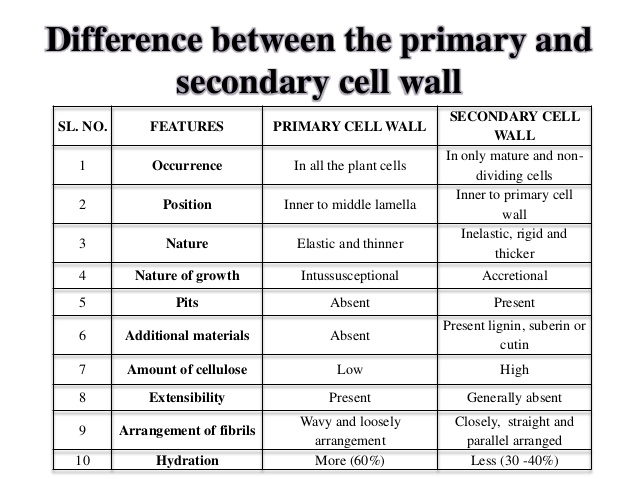 Difference between the primary and
secondary cell wall
SL. NO. FEATURES PRIMARY CELL WALL SECONDARY CELL WALL
1 Occurrence In all the plant cells In only mature and non-dividing cells
2 Position Inner to middle lamella Inner to primary cell wall
3 Nature Elastic and thinner Inelastic, rigid and thicker
4 Nature of growth Intussusceptional Accretional
5 Pits Absent Present
6 Additional materials Absent Present lignin, suberin or cutin
7 Amount of cellulose Low High
8 Extensibility Present Generally absent
9 Arrangement of fibrils Wavy and loosely arrangement Closely, straight and parallel arranged
10 Hydration More (60%) Less (30 -40%)